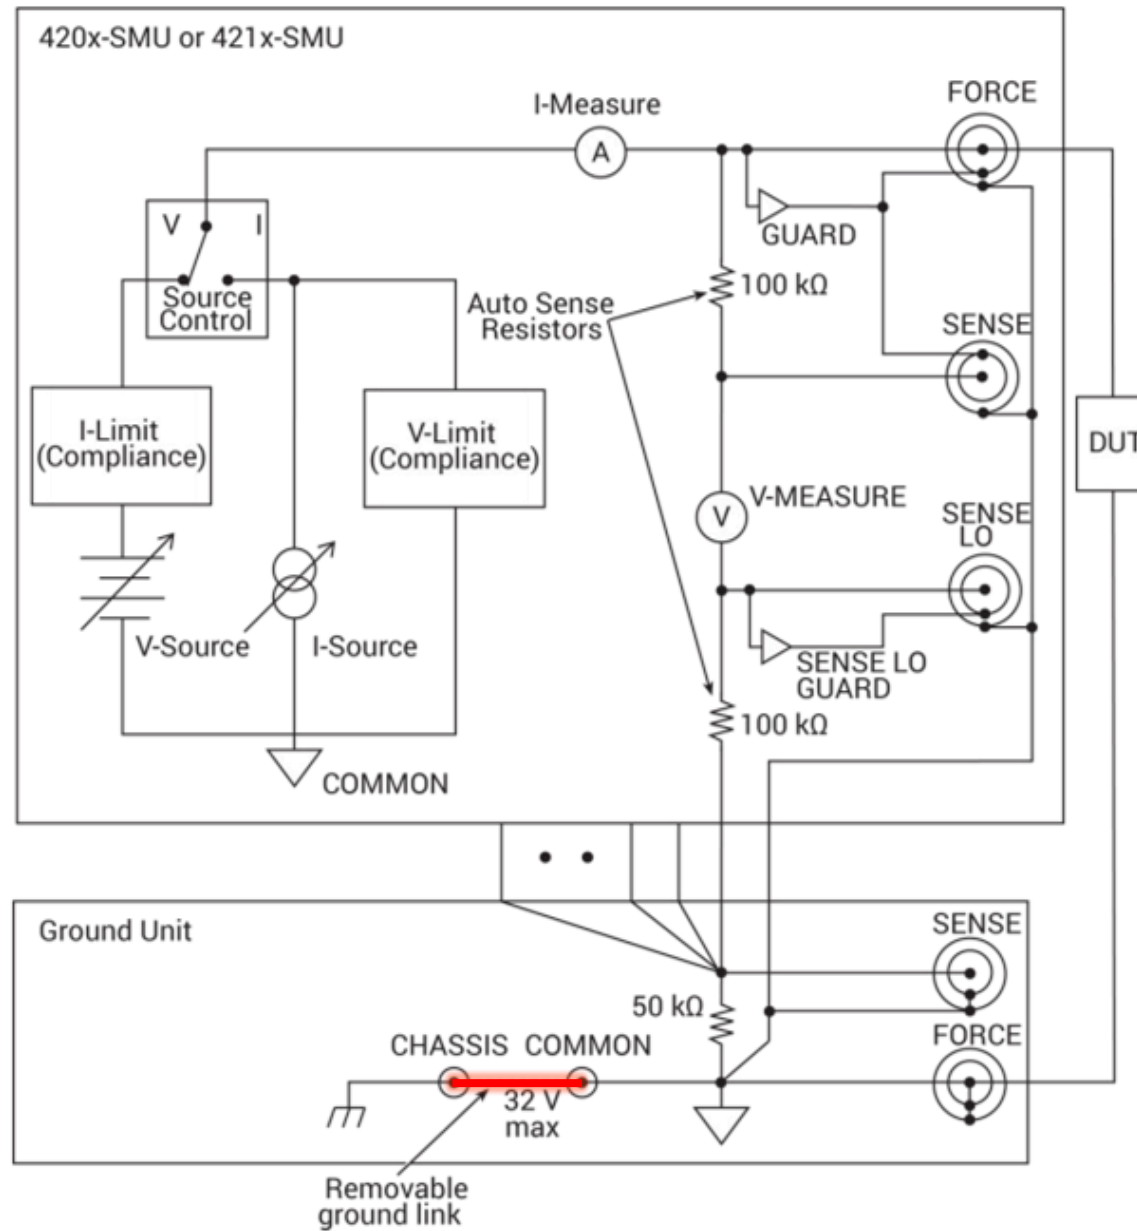 420x-SMU or 421x-SMU
I-Measure
FORCE
A
V
I
GUARD
Source
Control
100 kΩ
Auto Sense
Resistors
SENSE
I-Limit
(Compliance)
V-Limit
(Compliance)
DUT
V-MEASURE
V
SENSE
LO
V-Source
I-Source
SENSE LO
GUARD
100 kΩ
COMMON
Ground Unit
SENSE
50 kΩ
FORCE
CHASSIS COMMON
32 V
max
Removable
ground link